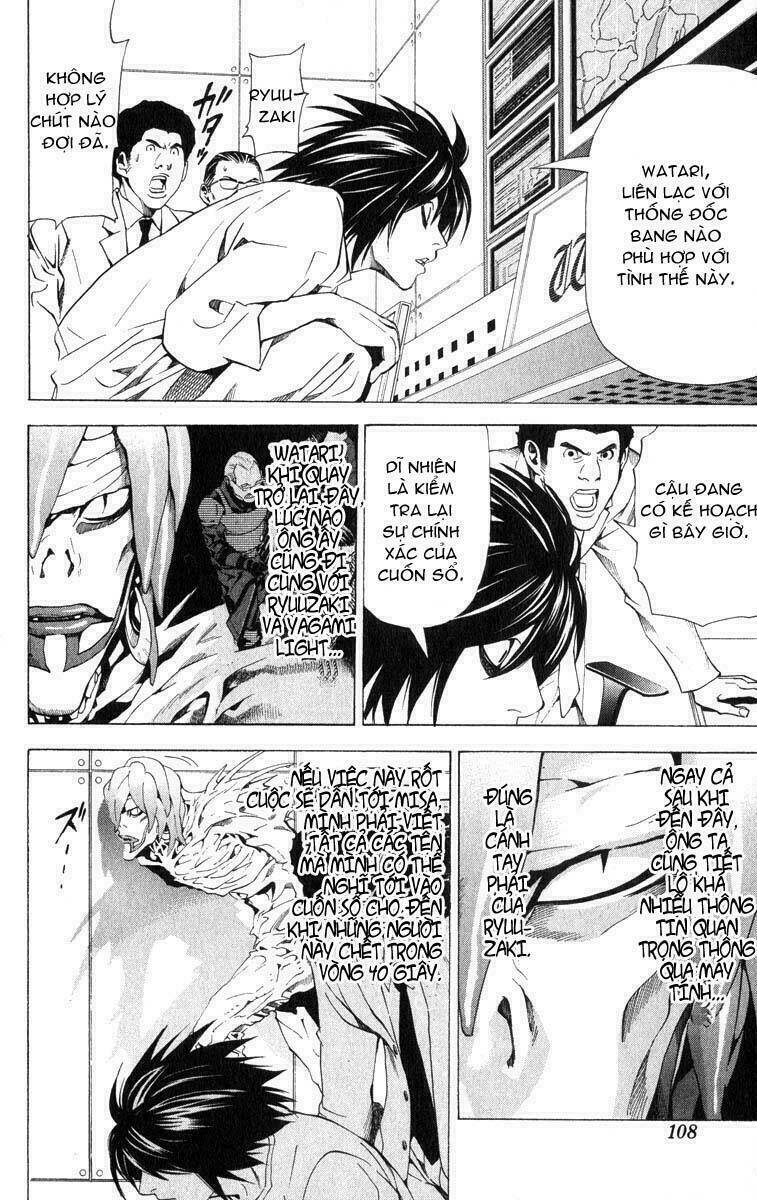 WATARI,
LIÊN LẠC VỚI
THỐNG ĐỐC
BANG NÀO
PHÙ HỢP VỚI
TÌNH THẾ NÀY.
RYUU-
ZAKI
KHÔNG
HỢP LÝ
CHÚT NÀO
ĐỢI ĐÃ.
ガタッ
CẬU ĐANG
CÓ KẾ HOẠCH
GÌ BÂY GIỜ.
DĨ NHIÊN
LÀ KIỂM
TRA LẠI
SỰ CHÍNH
XÁC CỦA
CUỐN SỔ.
WATARI!
KHI QUAY
TRỞ LẠI ĐÂY,
LÚC NÀO
ÔNG ẤY
CŨNG ĐI
CÙNG VỚI
RYUUZAKI
VÀ YAGAMI
LIGHT...
NGAY CẢ
SAU KHI
ĐẾN ĐÂY,
ÔNG TA
CŨNG TIẾT
LỘ KHÁ
NHIỀU THÔNG
TIN QUAN
TRỌNG THÔNG
QUA MÁY
TÍNH...
ĐÚNG
LÀ
CÁNH
TAY
PHẢI
CỦA
RYUU-
ZAKI.
NẾU VIỆC NÀY RỐT
CUỘC SẼ DẪN TỚI MISA,
MÌNH PHẢI VIẾT
TẤT CẢ CÁC TÊN
MÀ MÌNH CÓ THỂ
NGHĨ TỚI VÀO
CUỐN SỔ CHO ĐẾN
KHI NHỮNG NGƯỜI
NÀY CHẾT TRONG
VÒNG 40 GIÂY.
108